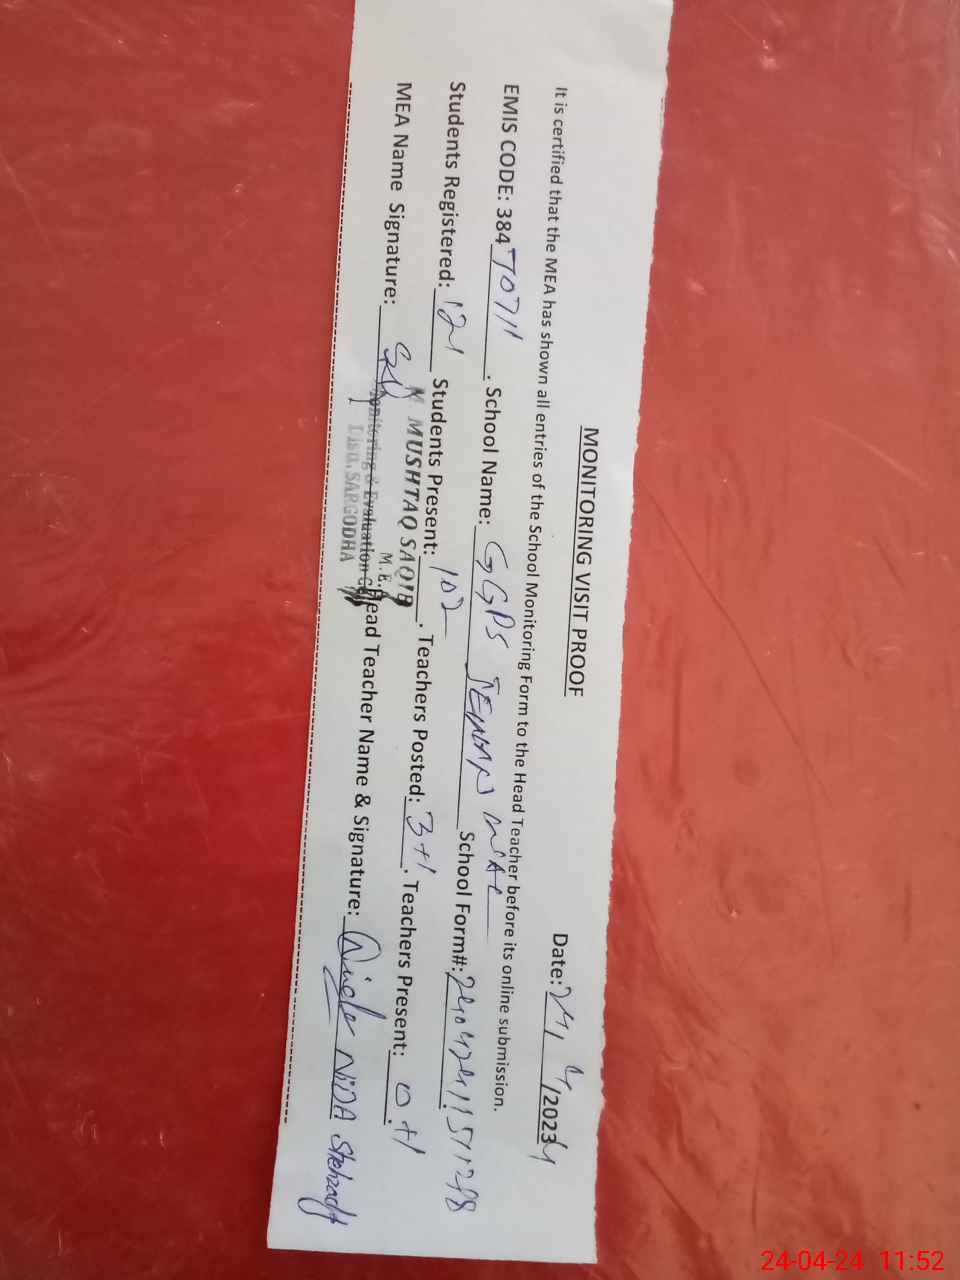 MONITORING VISIT PROOF
Date: 24/ 4/2024
It is certified that the MEA has shown all entries of the School Monitoring Form to the Head Teacher before its online submission.
EMIS CODE: 38470711. School Name: GGPS WAL School Form#:
Students Registered: 121 Students Present: 102. Teachers Posted: 3+1. Teachers Present: 0+1
M. MUSHTAQ SAQIB
M.E.A
MEA Name Signature: Head Teacher Name & Signature: NIDA Shehzadi
Monitoring & Evaluation
Distt. SARGODHA
24-04-24 11:52